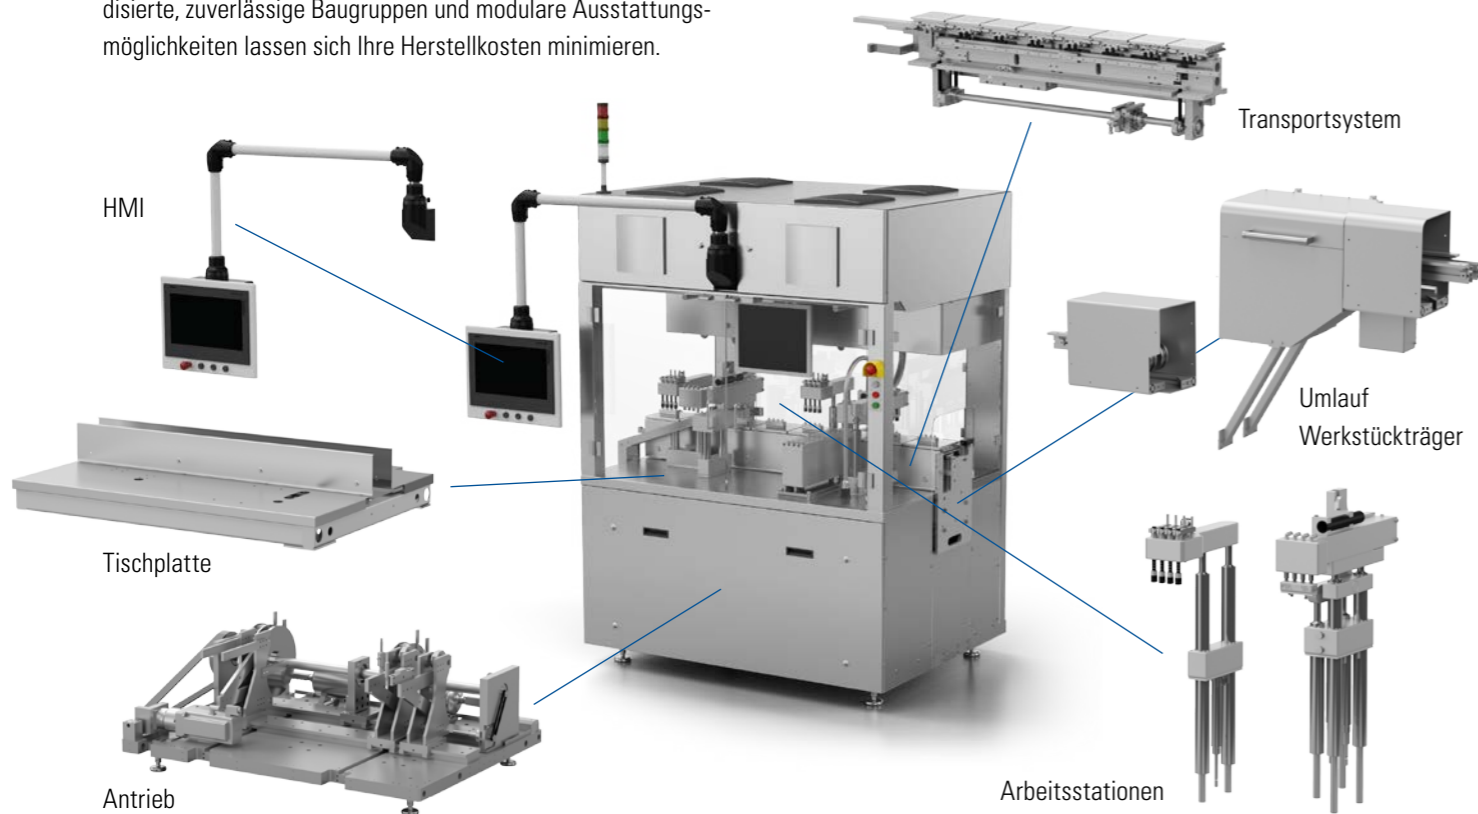 disierte, zuverlässige Baugruppen und modulare Ausstattungs-
möglichkeiten lassen sich Ihre Herstellkosten minimieren.
Transportsystem
HMI
Umlauf
Werkstückträger
Tischplatte
Arbeitsstationen
Antrieb